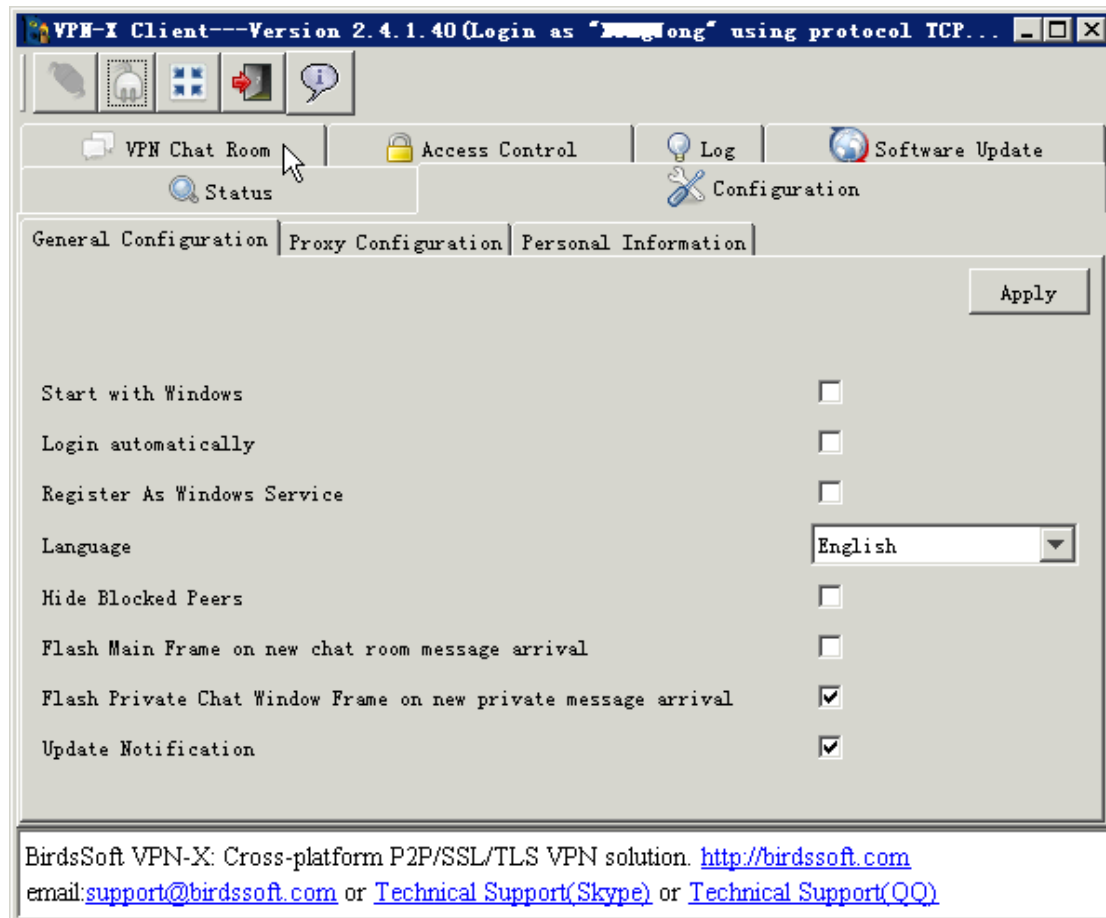 VPN-X Client---Version 2.4.1.40(Login as "ong" using protocol TCP...
VPN Chat Room
Access Control
Log
Software Update
Status
Configuration
General Configuration
Proxy Configuration
Personal Information
Apply
Start with Windows
Login automatically
Register As Windows Service
Language
English
Hide Blocked Peers
Flash Main Frame on new chat room message arrival
Flash Private Chat Window Frame on new private message arrival
Update Notification
BirdsSoft VPN-X: Cross-platform P2P/SSL/TLS VPN solution. http://birdssoft.com
email:support@birdssoft.com or Technical Support(Skype) or Technical Support(QQ)